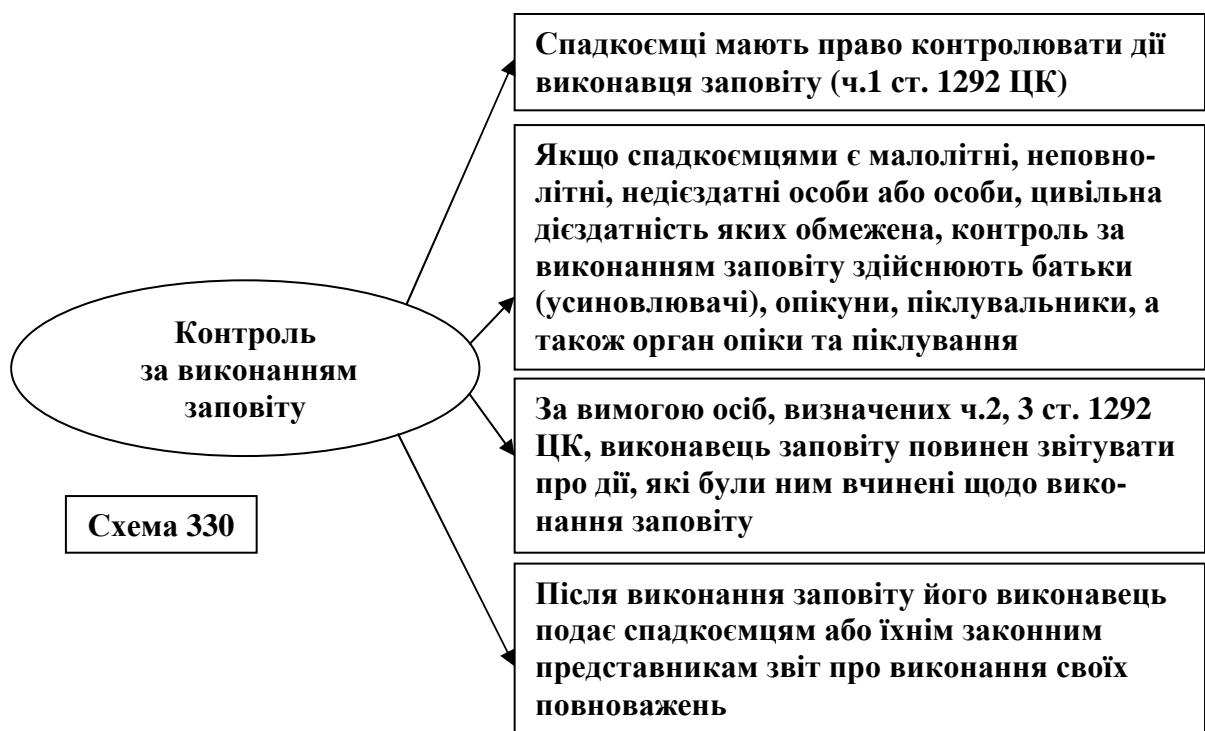 Спадкоємці мають право контролювати дії
виконавця заповіту (ч.1 ст. 1292 ЦК)
Якщо спадкоємцями є малолітні, неповно-
літні, недієздатні особи або особи, цивільна
дієздатність яких обмежена, контроль за
виконанням заповіту здійснюють батьки
(усиновлювачі), опікуни, піклувальники, а
також орган опіки та піклування
Контроль
за виконанням
заповіту
За вимогою осіб, визначених ч.2, 3 ст. 1292
ЦК, виконавець заповіту повинен звітувати
про дії, які були ним вчинені щодо вико-
нання заповіту
Схема 330
Після виконання заповіту його виконавець
подає спадкоємцям або їхнім законним
представникам звіт про виконання своїх
повноважень